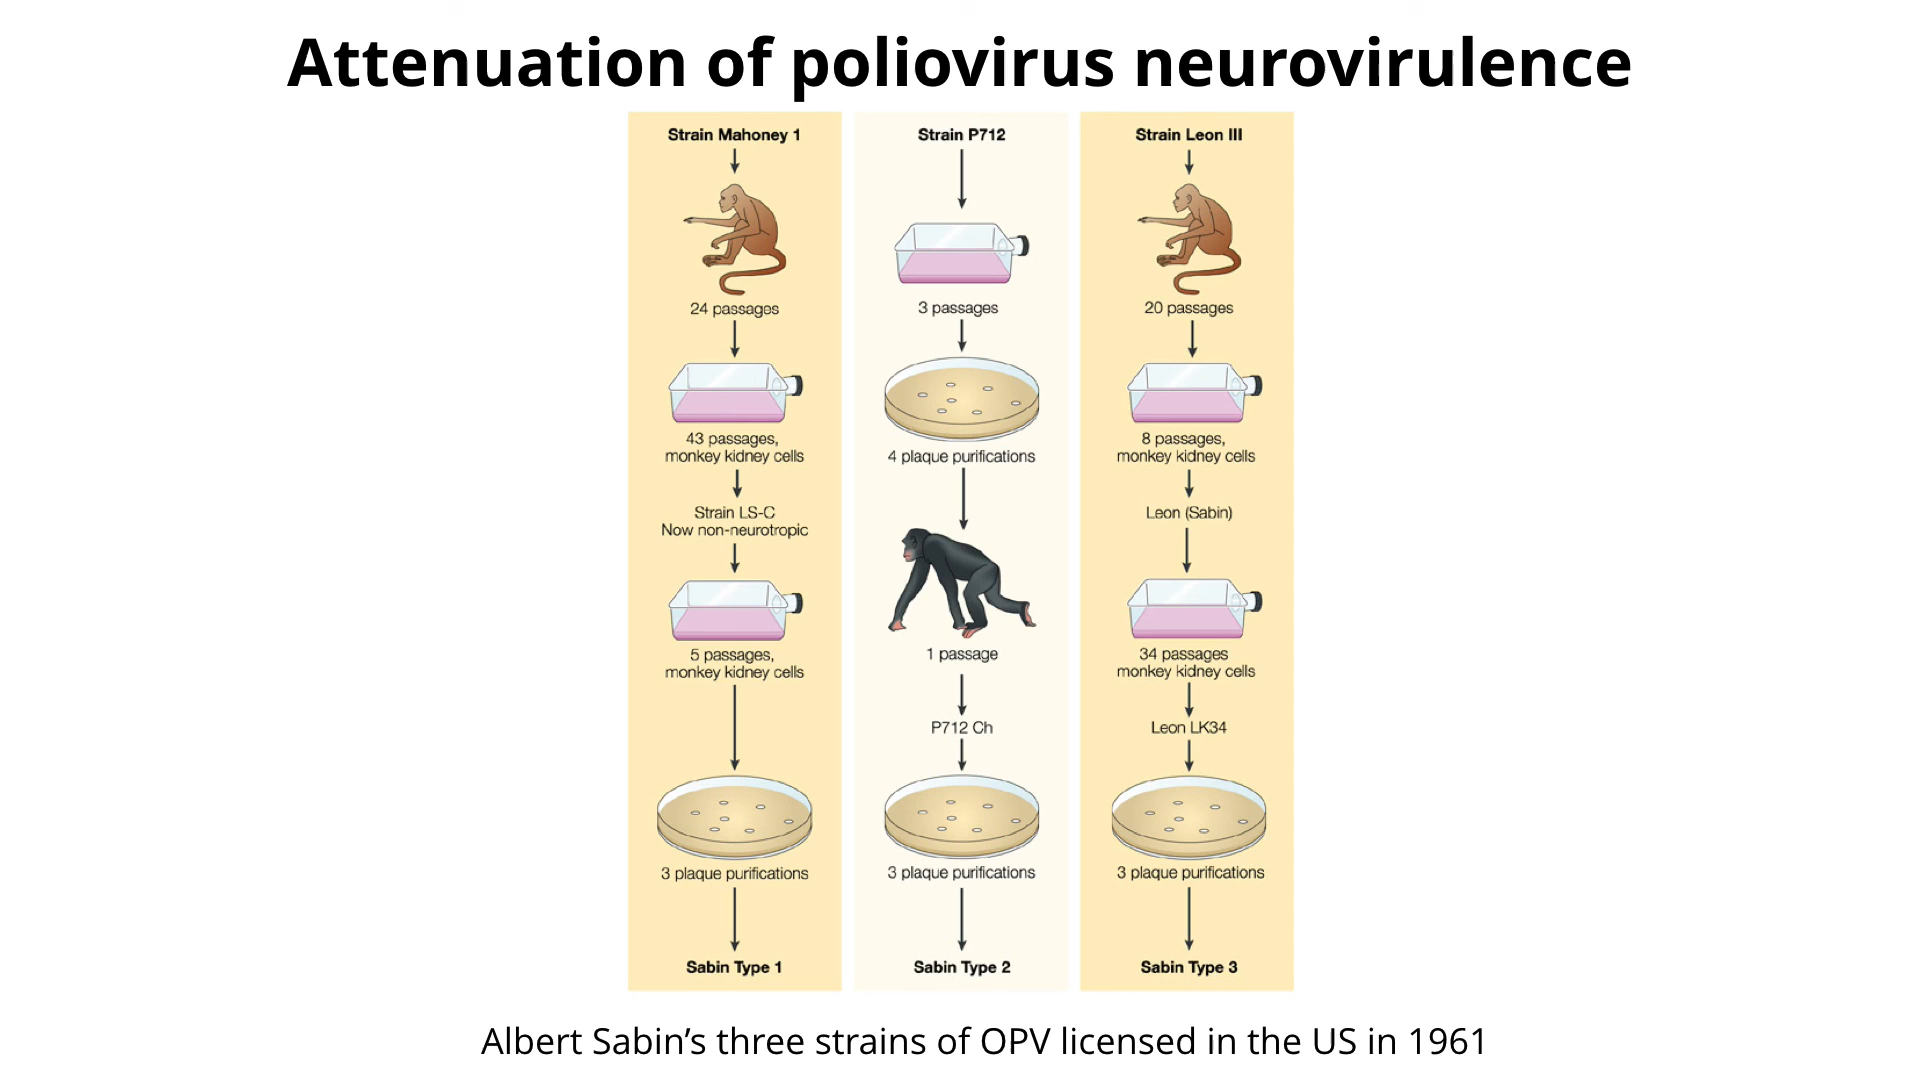 Attenuation of poliovirus neurovirulence
Strain Mahoney 1
24 passages
43 passages,
monkey kidney cells
Strain LS-C
Now non-neurotropic
5 passages,
monkey kidney cells
3 plaque purifications
Sabin Type 1
Strain P712
3 passages
4 plaque purifications
1 passage
P712 Ch
3 plaque purifications
Sabin Type 2
Strain Leon III
20 passages
8 passages,
monkey kidney cells
Leon (Sabin)
34 passages
monkey kidney cells
Leon LK34
3 plaque purifications
Sabin Type 3
Albert Sabin’s three strains of OPV licensed in the US in 1961